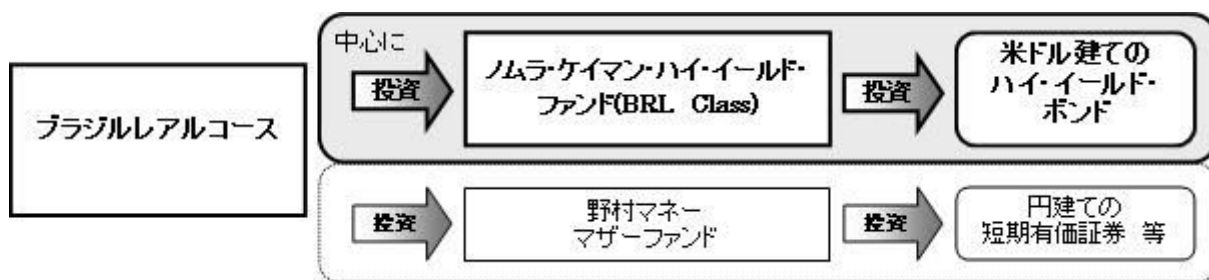 ブラジルレアルコース
中心に
投資
ノムラ・ケイマン・ハイ・イールド・
ファンド(BRL Class)
投資
米ドル建ての
ハイ・イールド・
ボンド
投資
野村マネー
マザーファンド
投資
円建ての
短期有価証券 等